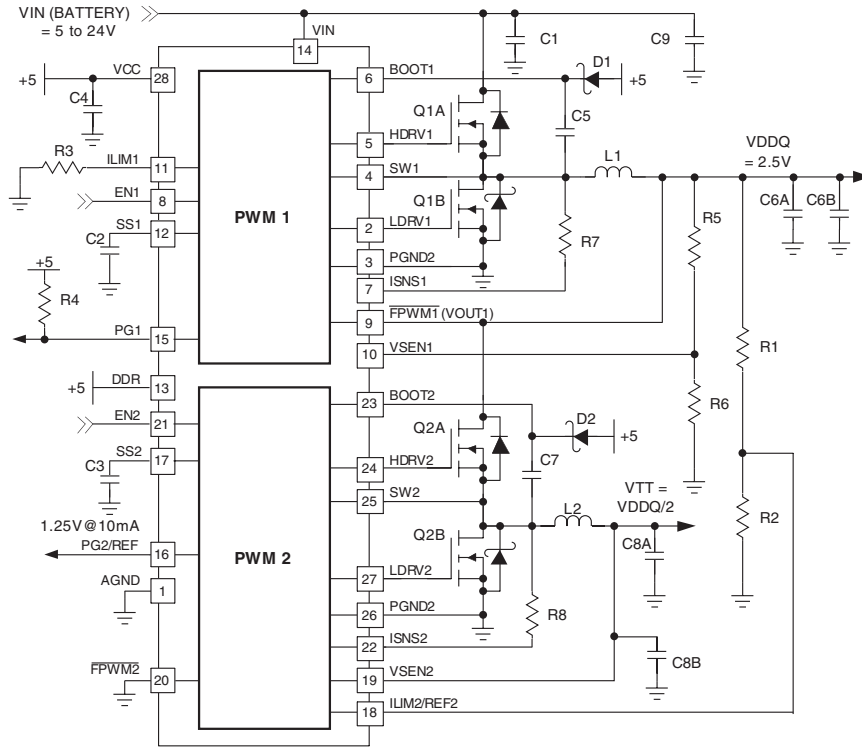 VIN (BATTERY)
= 5 to 24V
VIN
14
C1
C9
+5
VCC
28
C4
6
BOOT1
D1
+5
Q1A
C5
5
HDRV1
R3
ILIM1
11
4
SW1
L1
VDDQ
= 2.5V
EN1
8
PWM 1
Q1B
C6A
C6B
SS1
12
C2
2
LDRV1
R5
R7
3
PGND2
7
ISNS1
+5
R4
9
FPWM1 (VOUT1)
PG1
15
10
VSEN1
R1
+5
DDR
13
R6
23
BOOT2
D2
+5
EN2
21
Q2A
SS2
17
C3
24
HDRV2
C7
25
SW2
VTT =
VDDQ/2
L2
R2
1.25V@10mA
PG2/REF
16
PWM 2
Q2B
C8A
AGND
1
27
LDRV2
26
PGND2
R8
22
ISNS2
C8B
FPWM2
20
19
VSEN2
18
ILIM2/REF2